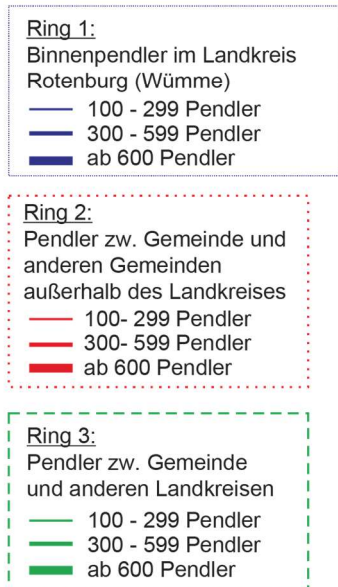 Ring 1:
Binnenpendler im Landkreis
Rotenburg (Wümme)
100 - 299 Pendler
300 - 599 Pendler
ab 600 Pendler
Ring 2:
Pendler zw. Gemeinde und
anderen Gemeinden
außerhalb des Landkreises
100- 299 Pendler
300- 599 Pendler
ab 600 Pendler
Ring 3:
Pendler zw. Gemeinde
und anderen Landkreisen
100 - 299 Pendler
300 - 599 Pendler
ab 600 Pendler